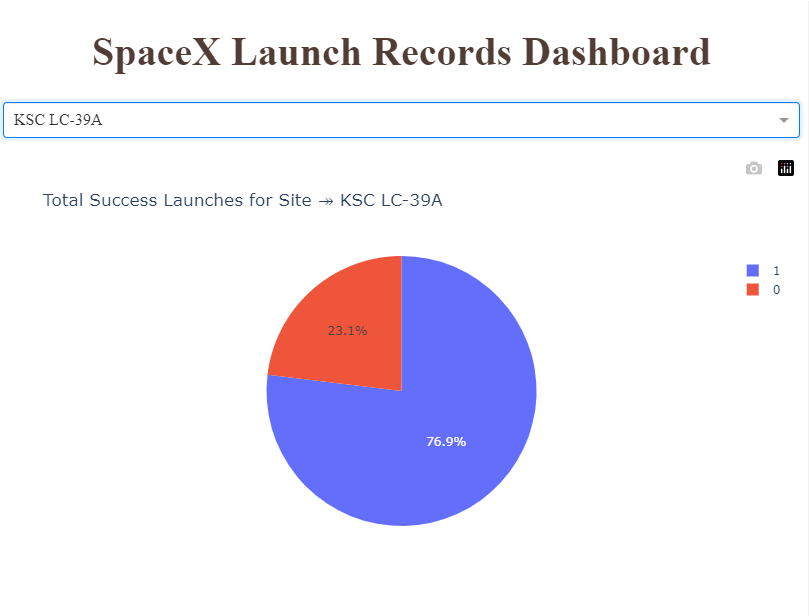 SpaceX Launch Records Dashboard
KSC LC-39A
Total Success Launches for Site ↠ KSC LC-39A
1
0
23.1%
76.9%